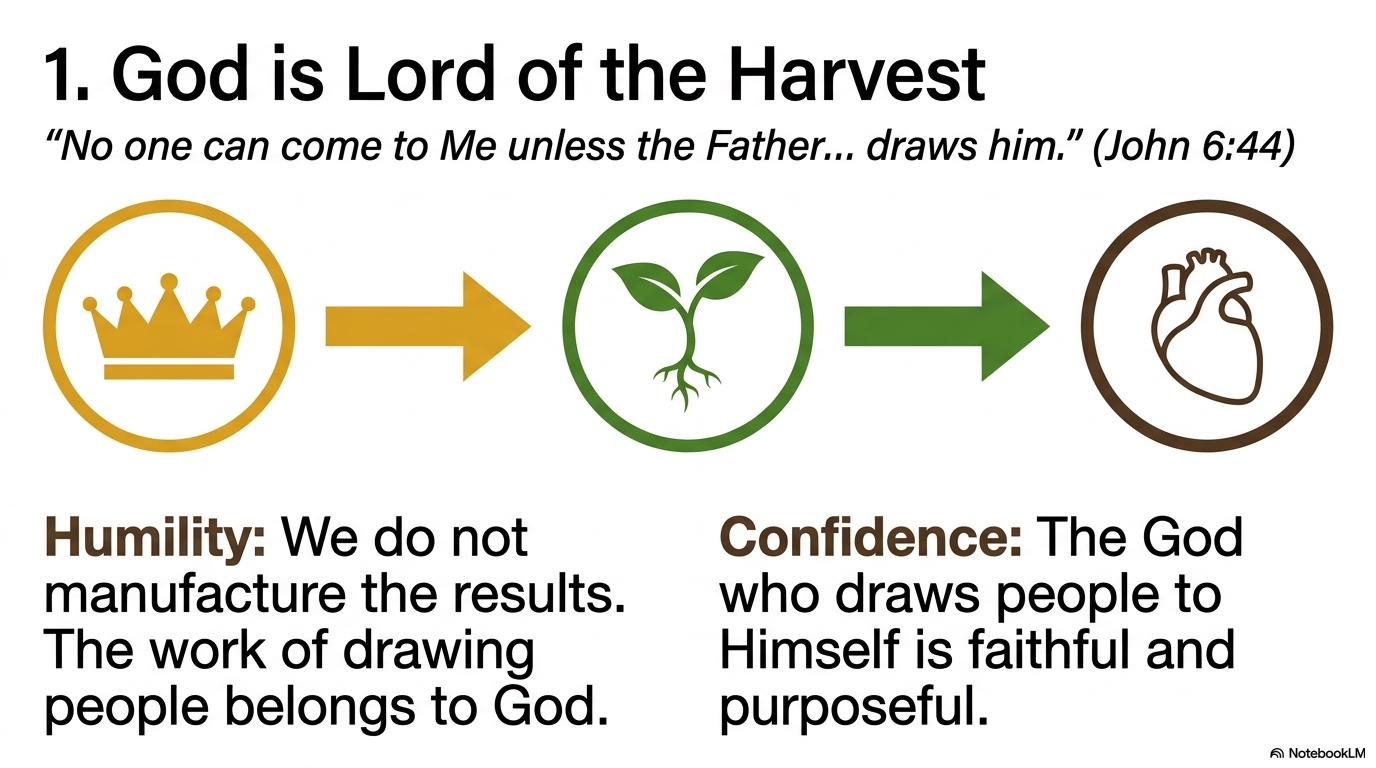 1. God is Lord of the Harvest
“No one can come to Me unless the Father... draws him.” (John 6:44)
Humility: We do not
manufacture the results.
The work of drawing
people belongs to God.
Confidence: The God
who draws people to
Himself is faithful and
purposeful.
NotebookLM